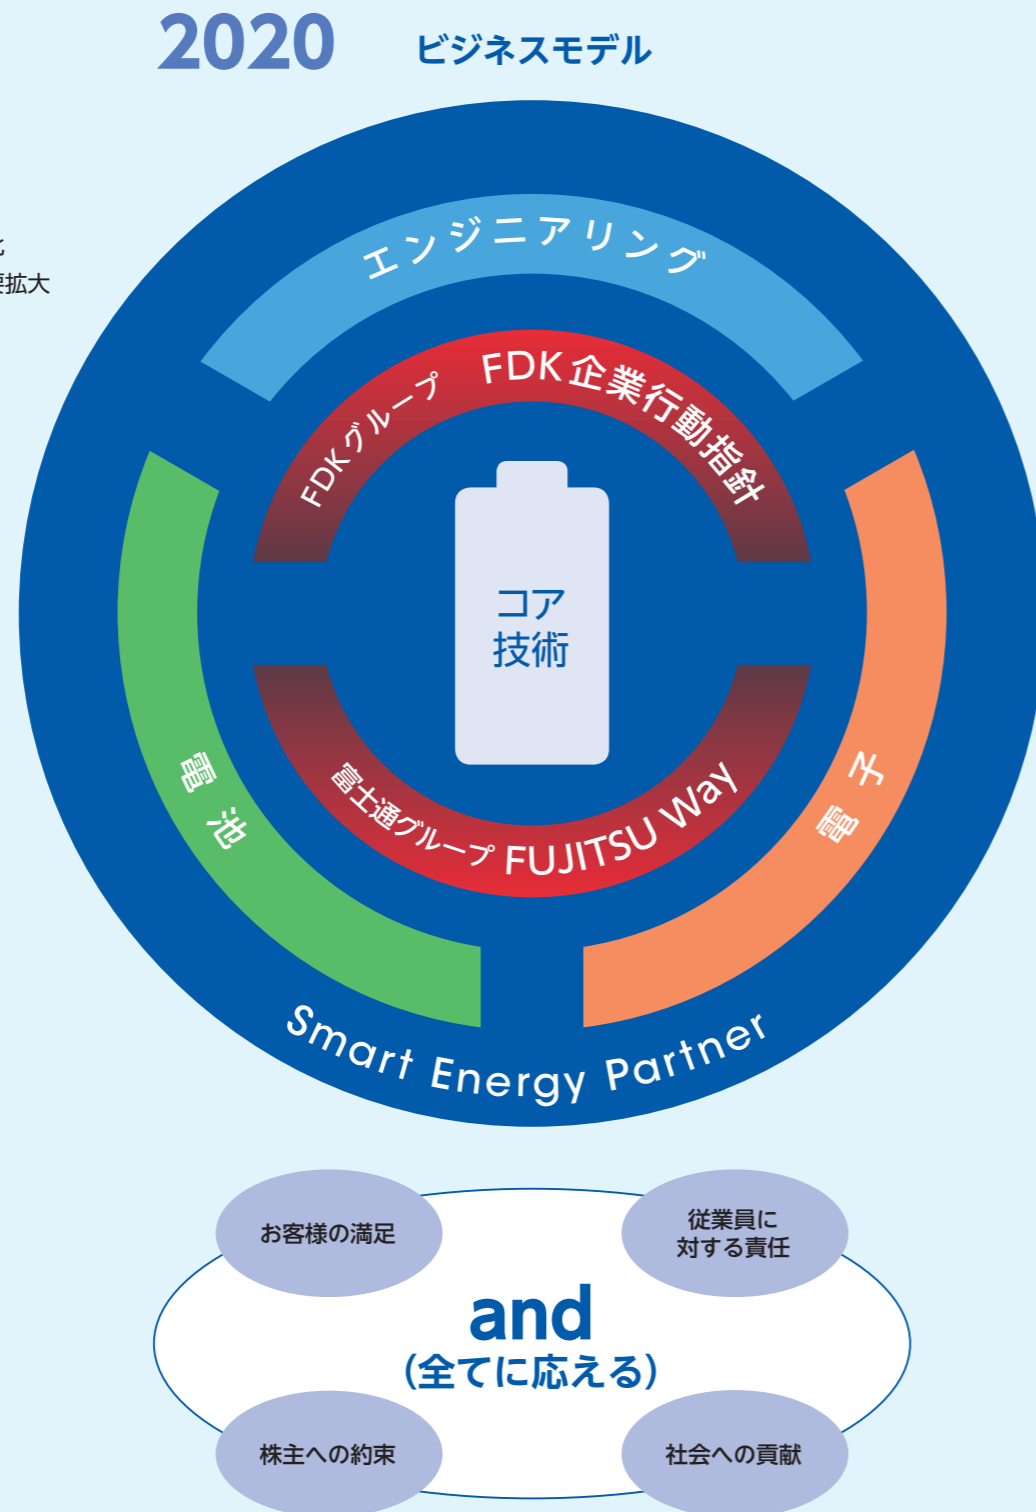 2020
ビジネスモデル
化
要拡大
エンジニアリング
FDKグループ FDK企業行動指針
コア
技術
電池
電子
富士通グループ FUJITSU Way
Smart Energy Partner
お客様の満足
従業員に
対する責任
and
(全てに応える)
株主への約束
社会への貢献